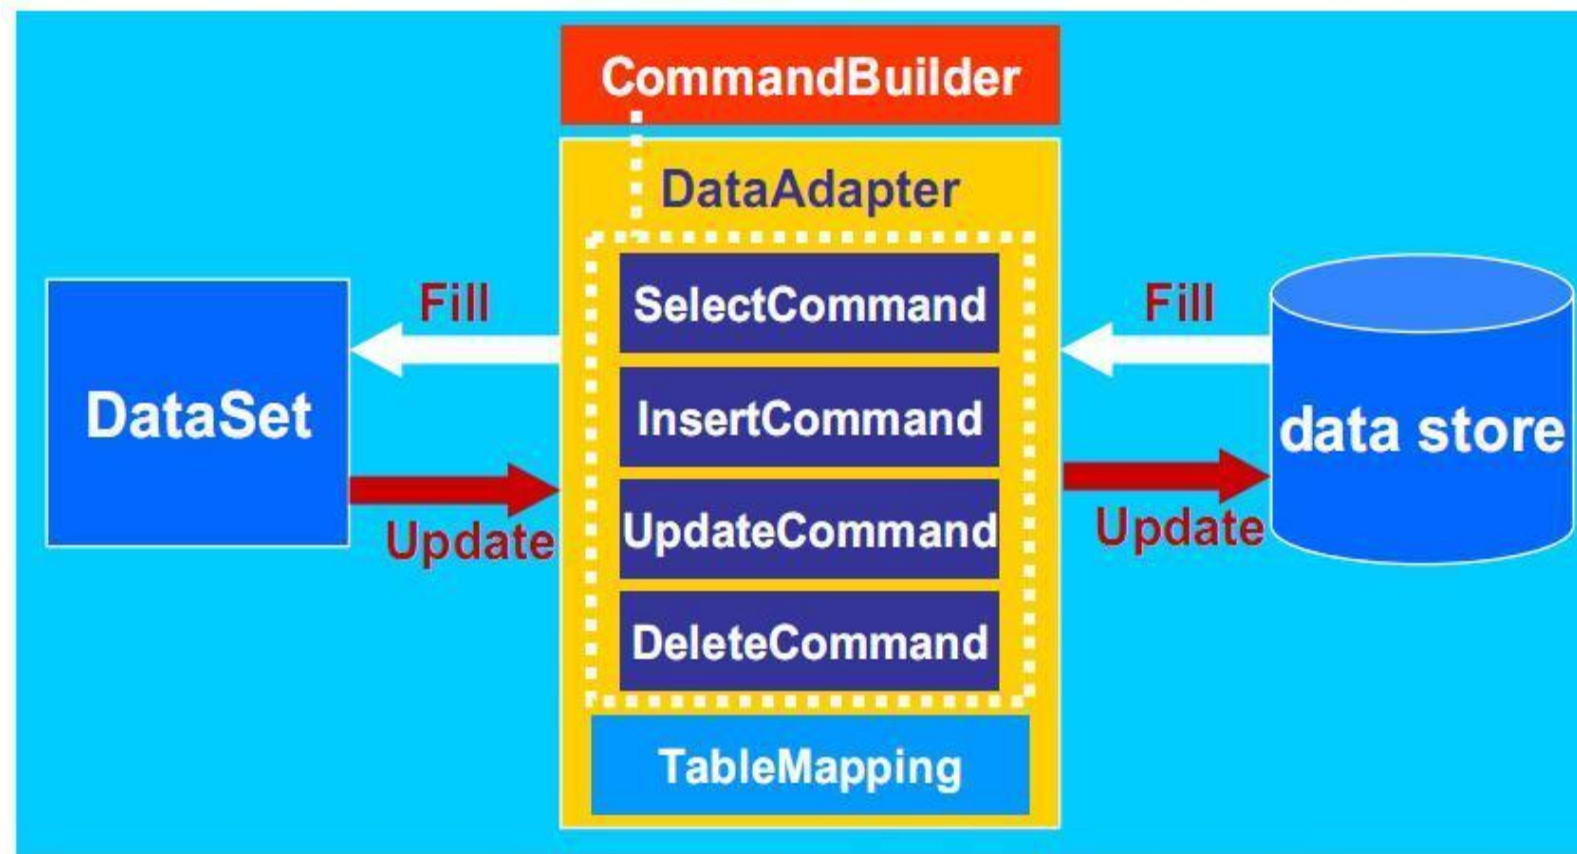 CommandBuilder
DataAdapter
SelectCommand
InsertCommand
UpdateCommand
DeleteCommand
TableMapping
Fill
DataSet
Update
Fill
data store
Update